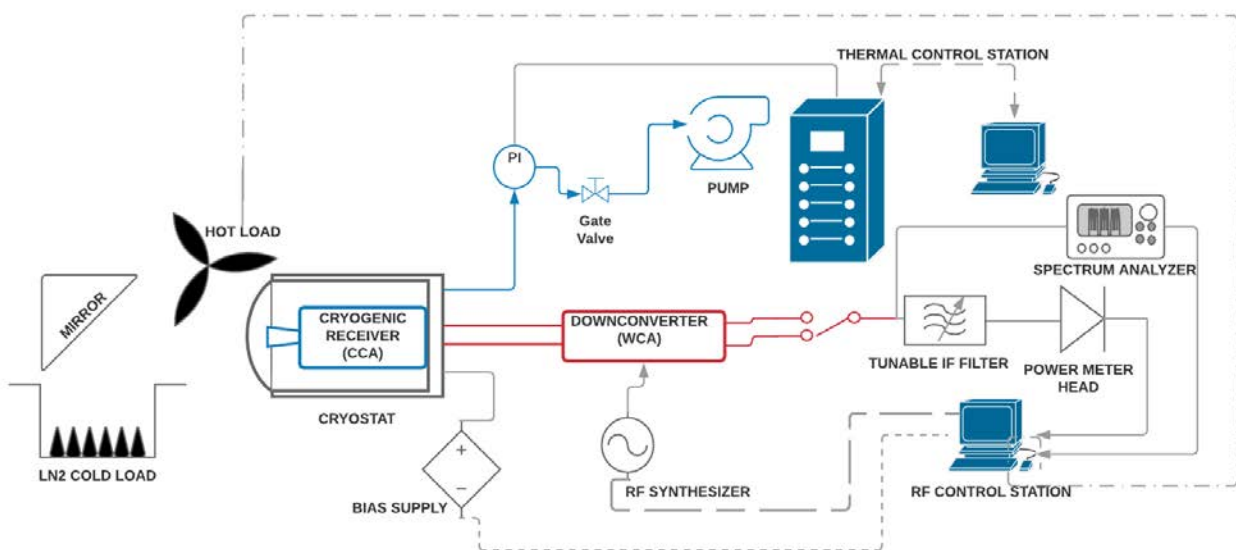 THERMAL CONTROL STATION
PI
PUMP
Gate
Valve
HOT LOAD
MIRROR
SPECTRUM ANALYZER
CRYOGENIC
RECEIVER
(CCA)
DOWNCONVERTER
(WCA)
TUNABLE IF FILTER
POWER METER
HEAD
CRYOSTAT
LN2 COLD LOAD
+
−
BIAS SUPPLY
RF SYNTHESIZER
RF CONTROL STATION